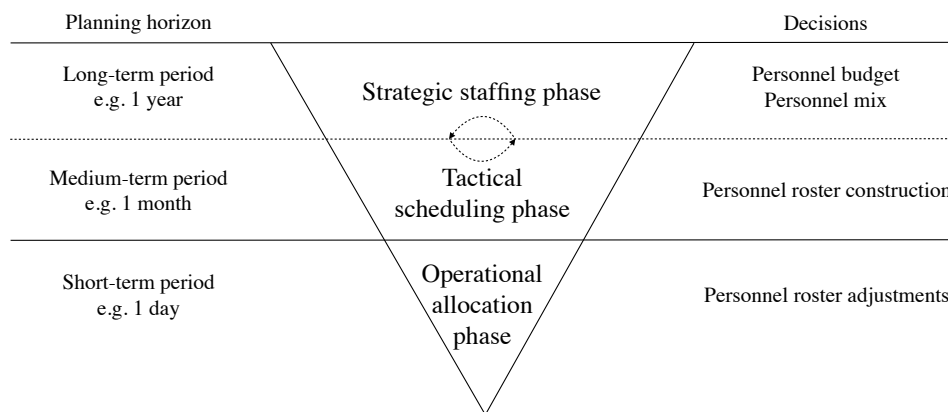 Planning horizon
Decisions
Long-term period
e.g. 1 year
Strategic staffing phase
Personnel budget
Personnel mix
Medium-term period
e.g. 1 month
Tactical
scheduling phase
Personnel roster construction
Short-term period
e.g. 1 day
Operational
allocation
phase
Personnel roster adjustments